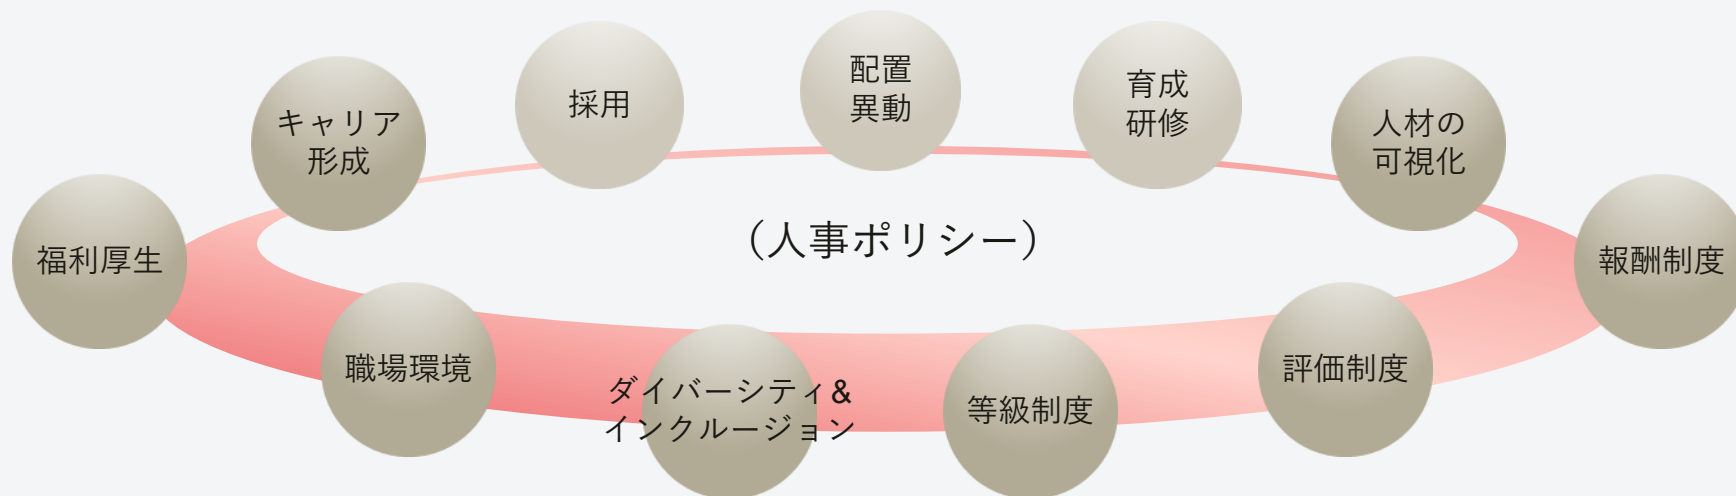 配置
異動
採用
育成
研修
キャリア
形成
人材の
可視化
（人事ポリシー）
福利厚生
報酬制度
職場環境
評価制度
ダイバーシティ&
インクルージョン
等級制度